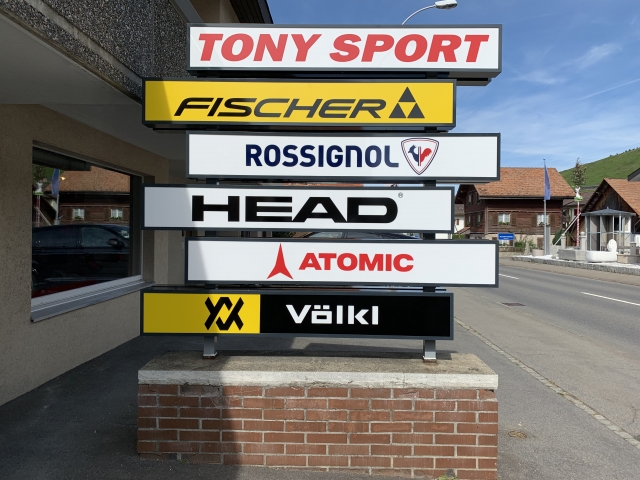 TONY SPORT
FISCHER
ROSSIGNOL
HEAD®
ATOMIC
Völkl